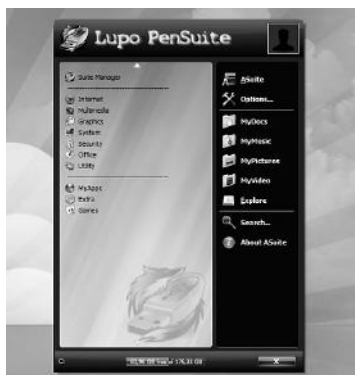 Lupo PenSuite
Suite Manager
Internet
Multimedia
Graphics
System
Security
Office
Utility
MyApps
Extra
Games
ASuite
Options...
MyDocs
MyMusic
MyPictures
MyVideo
Explore
Search...
About ASuite
X